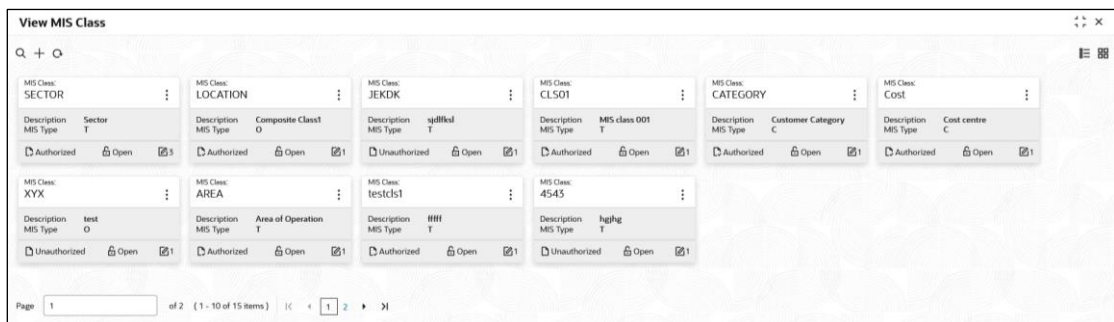 View MIS Class
MIS Class:
SECTOR
Description Sector
MIS Type T
Authorized Open 3
MIS Class:
LOCATION
Description Composite Class1
MIS Type O
Authorized Open 1
MIS Class:
JEKDK
Description sjdlfksl
MIS Type T
Unauthorized Open 1
MIS Class:
CLS01
Description MIS class 001
MIS Type T
Authorized Open 1
MIS Class:
CATEGORY
Description Customer Category
MIS Type C
Authorized Open 1
MIS Class:
Cost
Description Cost centre
MIS Type C
Authorized Open 1
MIS Class:
XYX
Description test
MIS Type O
Unauthorized Open 1
MIS Class:
AREA
Description Area of Operation
MIS Type T
Authorized Open 1
MIS Class:
testcls1
Description fffff
MIS Type T
Authorized Open 1
MIS Class:
4543
Description hgjhg
MIS Type T
Unauthorized Open 1
Page 1 of 2 (1 - 10 of 15 items) 1 2